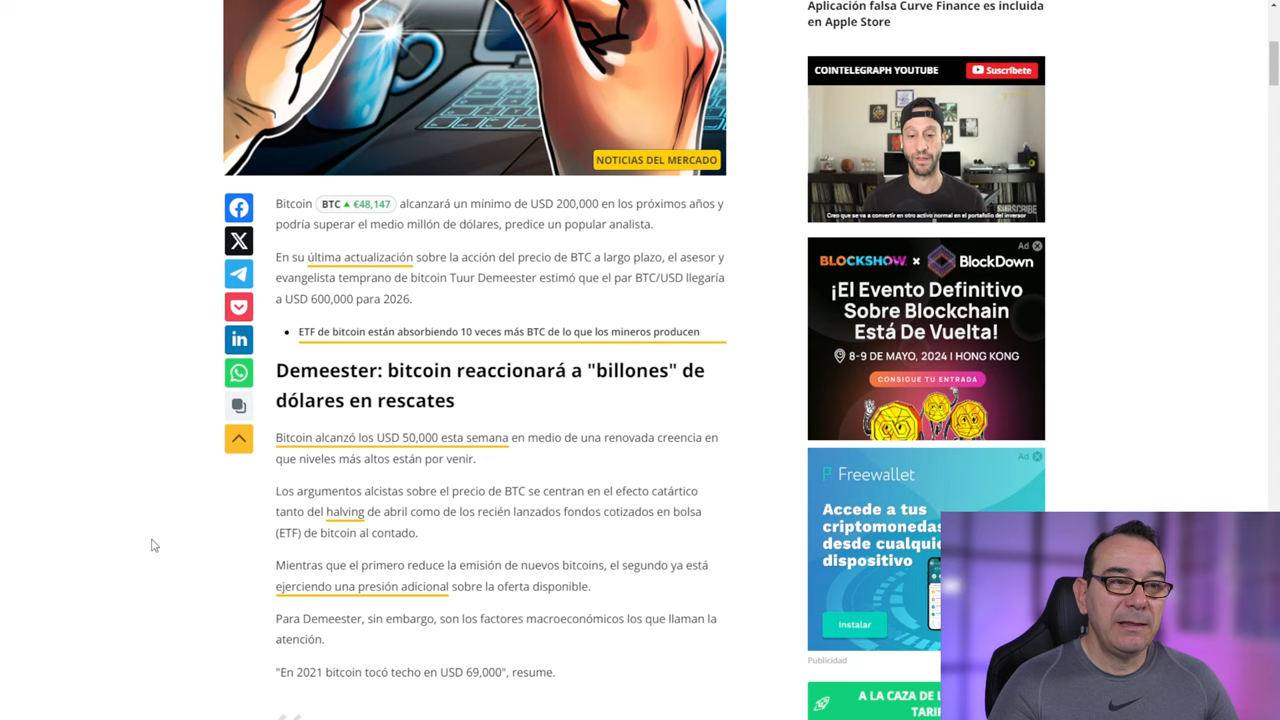 NOTICIAS DEL MERCADO
Bitcoin BTC ▲ €48,147 alcanzará un mínimo de USD 200,000 en los próximos años y
podría superar el medio millón de dólares, predice un popular analista.
En su última actualización sobre la acción del precio de BTC a largo plazo, el asesor y
evangelista temprano de bitcoin Tuur Demeester estimó que el par BTC/USD llegaría
a USD 600,000 para 2026.
• ETF de bitcoin están absorbiendo 10 veces más BTC de lo que los mineros producen
Demeester: bitcoin reaccionará a "billones" de
dólares en rescates
Bitcoin alcanzó los USD 50,000 esta semana en medio de una renovada creencia en
que niveles más altos están por venir.
Los argumentos alcistas sobre el precio de BTC se centran en el efecto catártico
tanto del halving de abril como de los recién lanzados fondos cotizados en bolsa
(ETF) de bitcoin al contado.
Mientras que el primero reduce la emisión de nuevos bitcoins, el segundo ya está
ejerciendo una presión adicional sobre la oferta disponible.
Para Demeester, sin embargo, son los factores macroeconómicos los que llaman la
atención.
"En 2021 bitcoin tocó techo en USD 69,000", resume.
Aplicación falsa Curve Finance es incluida
en Apple Store
COINTELEGRAPH YOUTUBE
Suscríbete
SUBSCRIBE
Creo que se va a convertir en otro activo normal en el portafolio del inversor
Ad
BLOCKSHOW x BlockDown
¡El Evento Definitivo
Sobre Blockchain
Está De Vuelta!
8-9 DE MAYO, 2024 | HONG KONG
CONSIGUE TU ENTRADA
Ad
Freewallet
Accede a tus
criptomonedas
desde cualquie
dispositivo
Instalar
Publicidad
A LA CAZA DE L
TARIF